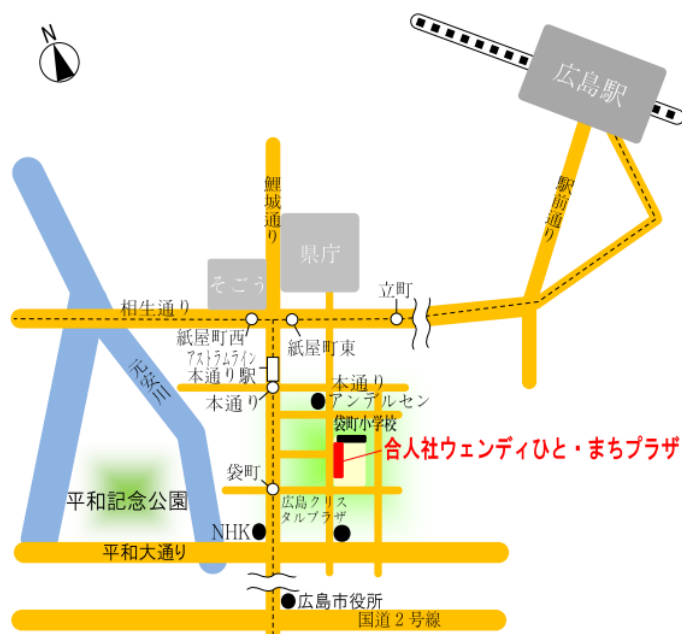 N
広島駅
鯉城通り
駅前通り
県庁
そごう
立町
相生通り
紙屋町西
紙屋町東
アストラムライン
本通り駅
元安川
本通り
本通り
アンデルセン
袋町小学校
合人社ウェンディひと・まちプラザ
袋町
平和記念公園
広島クリス
タルプラザ
NHK
平和大通り
広島市役所
国道2号線